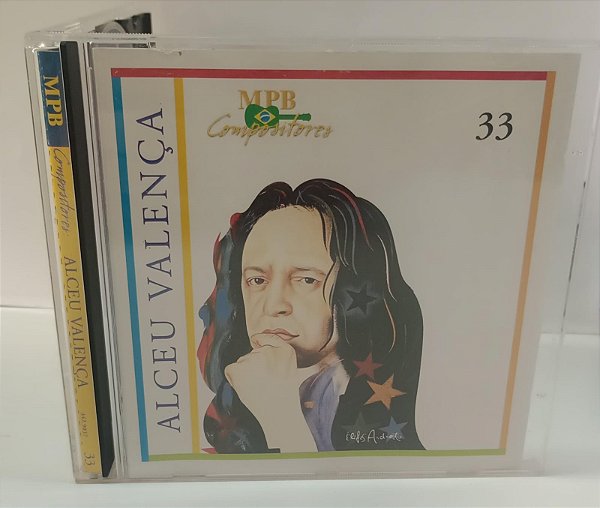 MPB
Compositores
ALCEU VALENÇA
33
MPB
Compositores
33
ALCEU VALENÇA